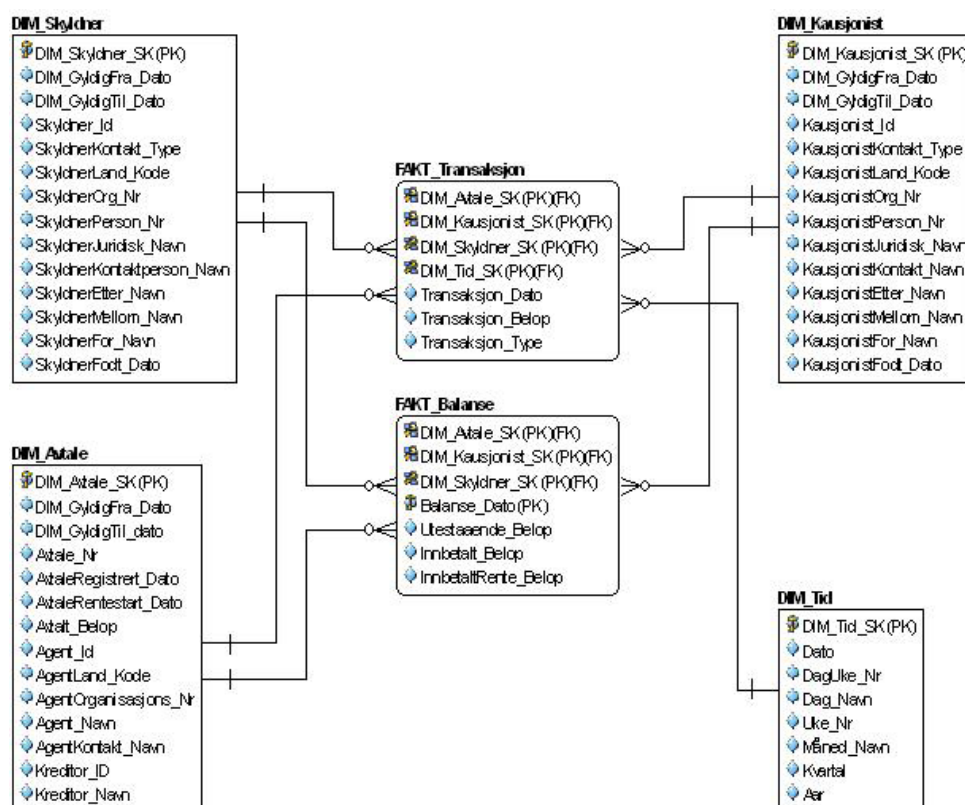 DIM_Skyldner
DIM_Skyldner_SK(PK)
DIM_GyldigFra_Dato
DIM_GyldigTil_Dato
Skyldner_Id
SkyldnerKontakt_Type
SkyldnerLand_Kode
SkyldnerOrg_Nr
SkyldnerPerson_Nr
SkyldnerJuridisk_Navn
SkyldnerKontaktperson_Navn
SkyldnerEtter_Navn
SkyldnerMellom_Navn
SkyldnerFor_Navn
SkyldnerFodt_Dato
FAKT_Transaksjon
DIM_Avtale_SK(PK)(FK)
DIM_Kausjonist_SK(PK)(FK)
DIM_Skyldner_SK(PK)(FK)
DIM_Tid_SK(PK)(FK)
Transaksjon_Dato
Transaksjon_Belop
Transaksjon_Type
DIM_Kausjonist
DIM_Kausjonist_SK(PK)
DIM_GyldigFra_Dato
DIM_GyldigTil_Dato
Kausjonist_Id
KausjonistKontakt_Type
KausjonistLand_Kode
KausjonistOrg_Nr
KausjonistPerson_Nr
KausjonistJuridisk_Navn
KausjonistKontakt_Navn
KausjonistEtter_Navn
KausjonistMellom_Navn
KausjonistFor_Navn
KausjonistFodt_Dato
DIM_Avtale
DIM_Avtale_SK(PK)
DIM_GyldigFra_Dato
DIM_GyldigTil_dato
Avtale_Nr
AvtaleRegistrert_Dato
AvtaleRentestart_Dato
Avtalt_Belop
Agent_Id
AgentLand_Kode
AgentOrganisasjons_Nr
Agent_Navn
AgentKontakt_Navn
Kreditor_ID
Kreditor_Navn
FAKT_Balanse
DIM_Avtale_SK(PK)(FK)
DIM_Kausjonist_SK(PK)(FK)
DIM_Skyldner_SK(PK)(FK)
Balanse_Dato(PK)
Utestaaende_Belop
Innbetalt_Belop
InnbetaltRente_Belop
DIM_Tid
DIM_Tid_SK(PK)
Dato
DagUke_Nr
Dag_Navn
Uke_Nr
Måned_Navn
Kvartal
Aar